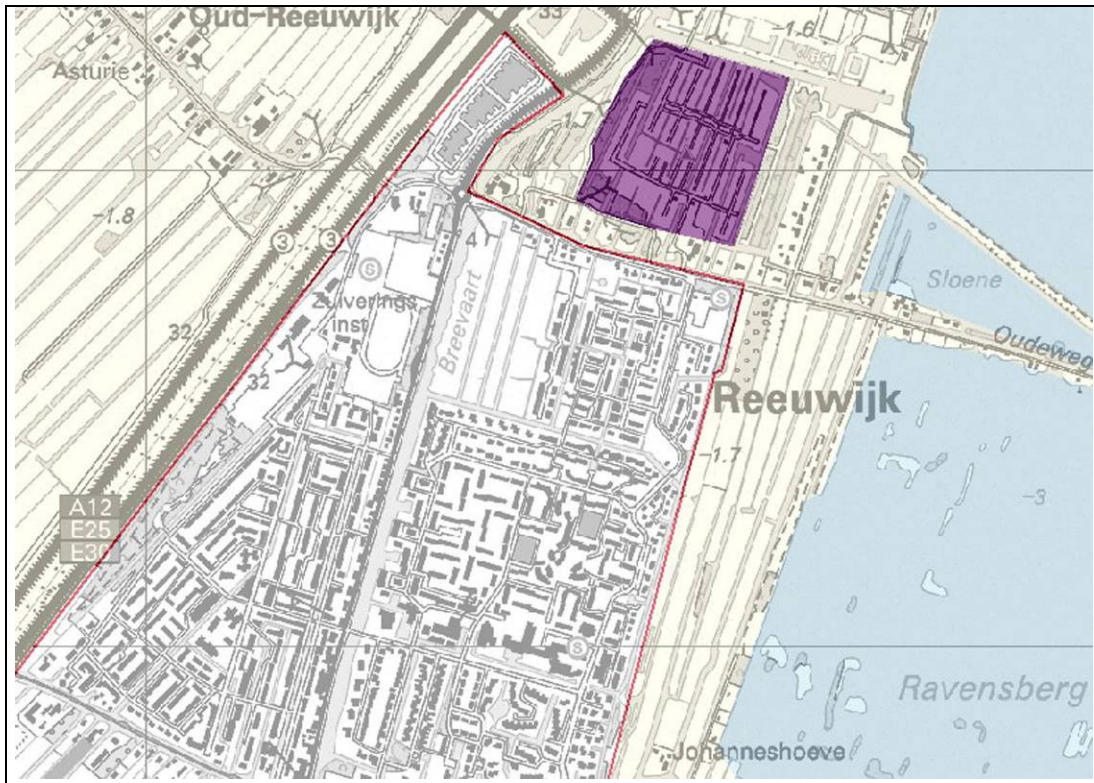 Oud-Reeuwijk
33
-1.6
Asturie
-1.7
-1.8
3
3
4
S
S
Sloene
Zuiverings
inst
Breevaart
32
Oudeweg
32
Reeuwijk
-1.7
-3
A12
E25
E30
S
Ravensberg
Johanneshoeve